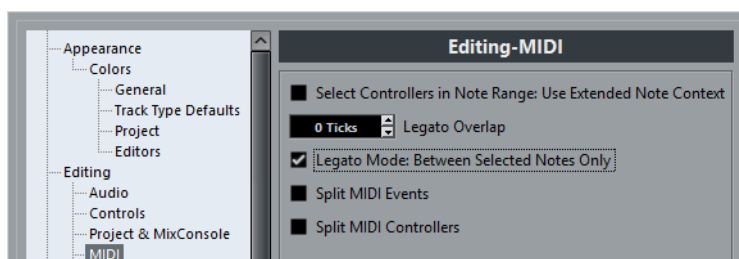 Appearance
Colors
General
Track Type Defaults
Project
Editors
Editing
Audio
Controls
Project & MixConsole
MIDI
Editing-MIDI
Select Controllers in Note Range: Use Extended Note Context
0 Ticks Legato Overlap
Legato Mode: Between Selected Notes Only
Split MIDI Events
Split MIDI Controllers